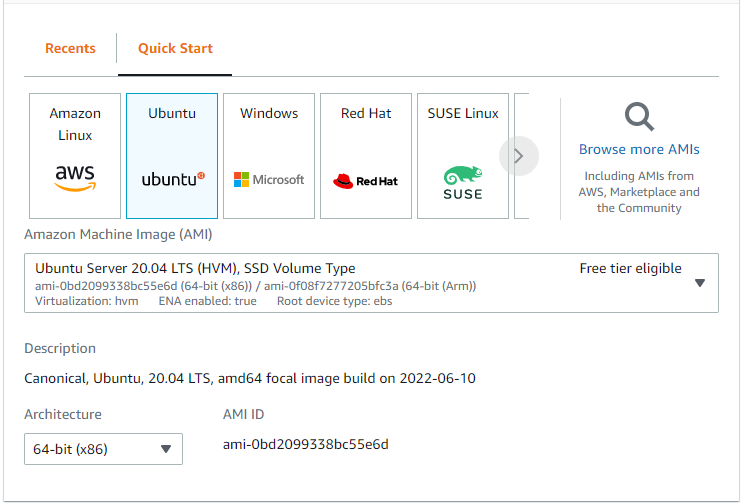 Recents
Quick Start
Amazon
Linux
aws
Ubuntu
ubuntu
Windows
Microsoft
Red Hat
Red Hat
SUSE Linux
SUSE
Browse more AMIs
Including AMIs from
AWS, Marketplace and
the Community
Amazon Machine Image (AMI)
Ubuntu Server 20.04 LTS (HVM), SSD Volume Type
Free tier eligible
ami-0bd2099338bc55e6d (64-bit (x86)) / ami-0f08f7277205bfc3a (64-bit (Arm))
Virtualization: hvm ENA enabled: true Root device type: ebs
Description
Canonical, Ubuntu, 20.04 LTS, amd64 focal image build on 2022-06-10
Architecture
64-bit (x86)
AMI ID
ami-0bd2099338bc55e6d